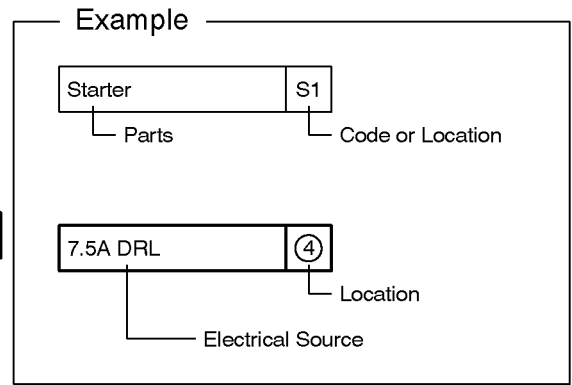 Example
Starter S1
Parts Code or Location
7.5A DRL ④
Location
Electrical Source